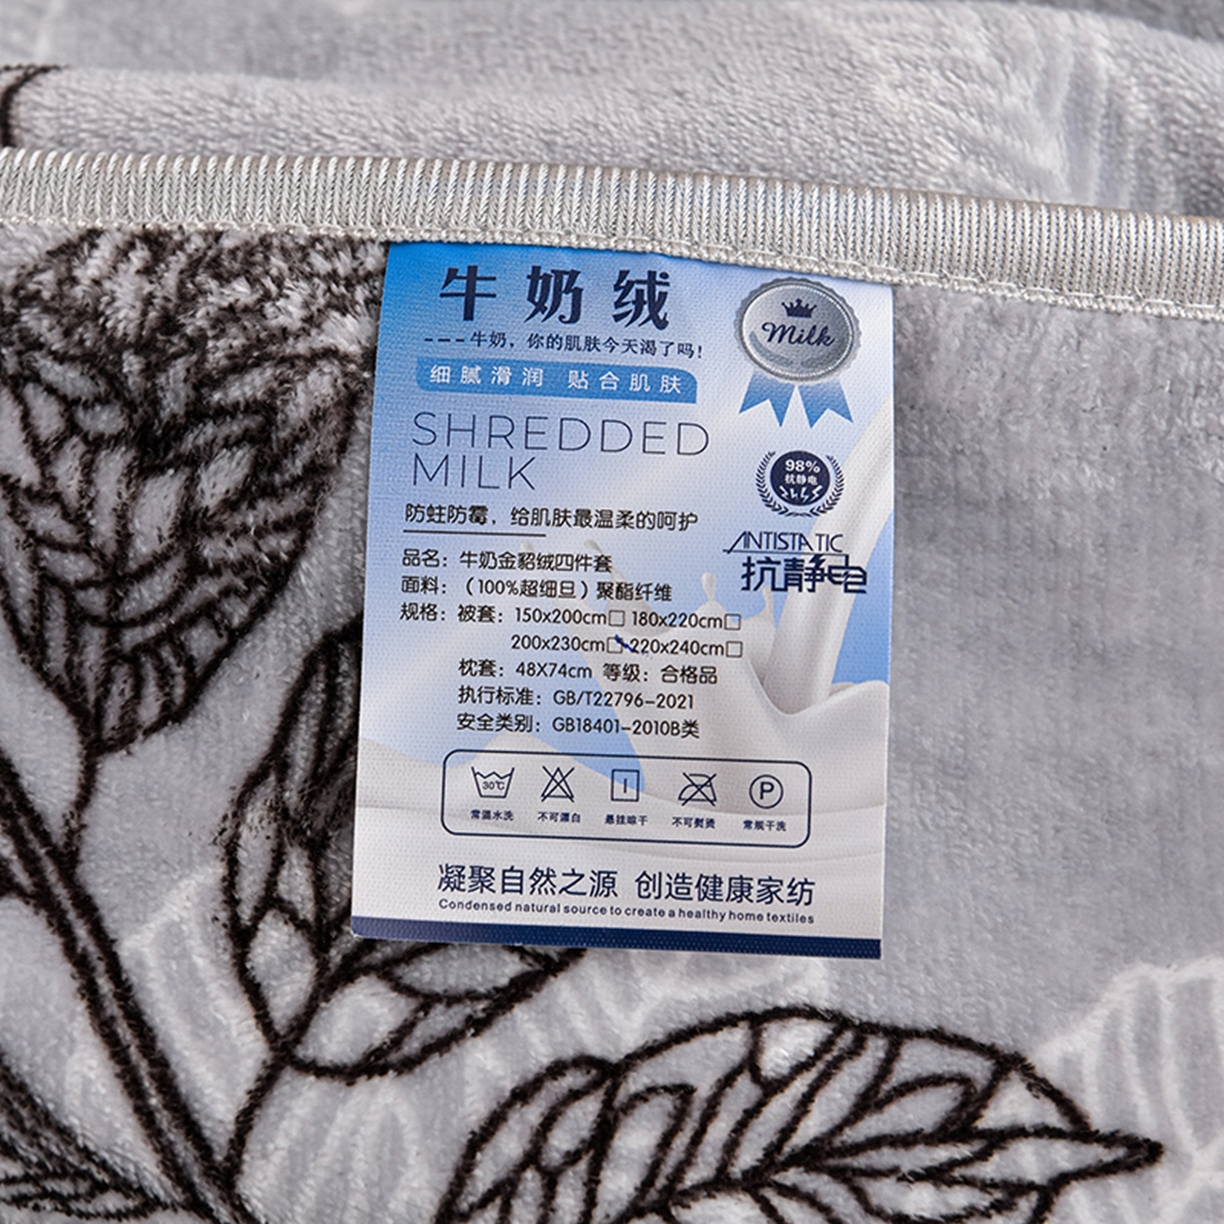 牛奶绒
---牛奶，你的肌肤今天渴了吗！
细腻滑润 贴合肌肤
SHREDDED
MILK
防蛀防霉，给肌肤最温柔的呵护
Milk
98%
抗静电
ANTISTATIC
抗静电
品名：牛奶金貂绒四件套
面料：（100%超细旦）聚酯纤维
规格：被套：150x200cm□ 180x220cm□
200x230cm□ 220x240cm□
枕套：48X74cm 等级：合格品
执行标准：GB/T22796-2021
安全类别：GB18401-2010B类
30℃ P
常温水洗 不可漂白 悬挂晾干 不可熨烫 常规干洗
凝聚自然之源 创造健康家纺
Condensed natural source to create a healthy home textiles